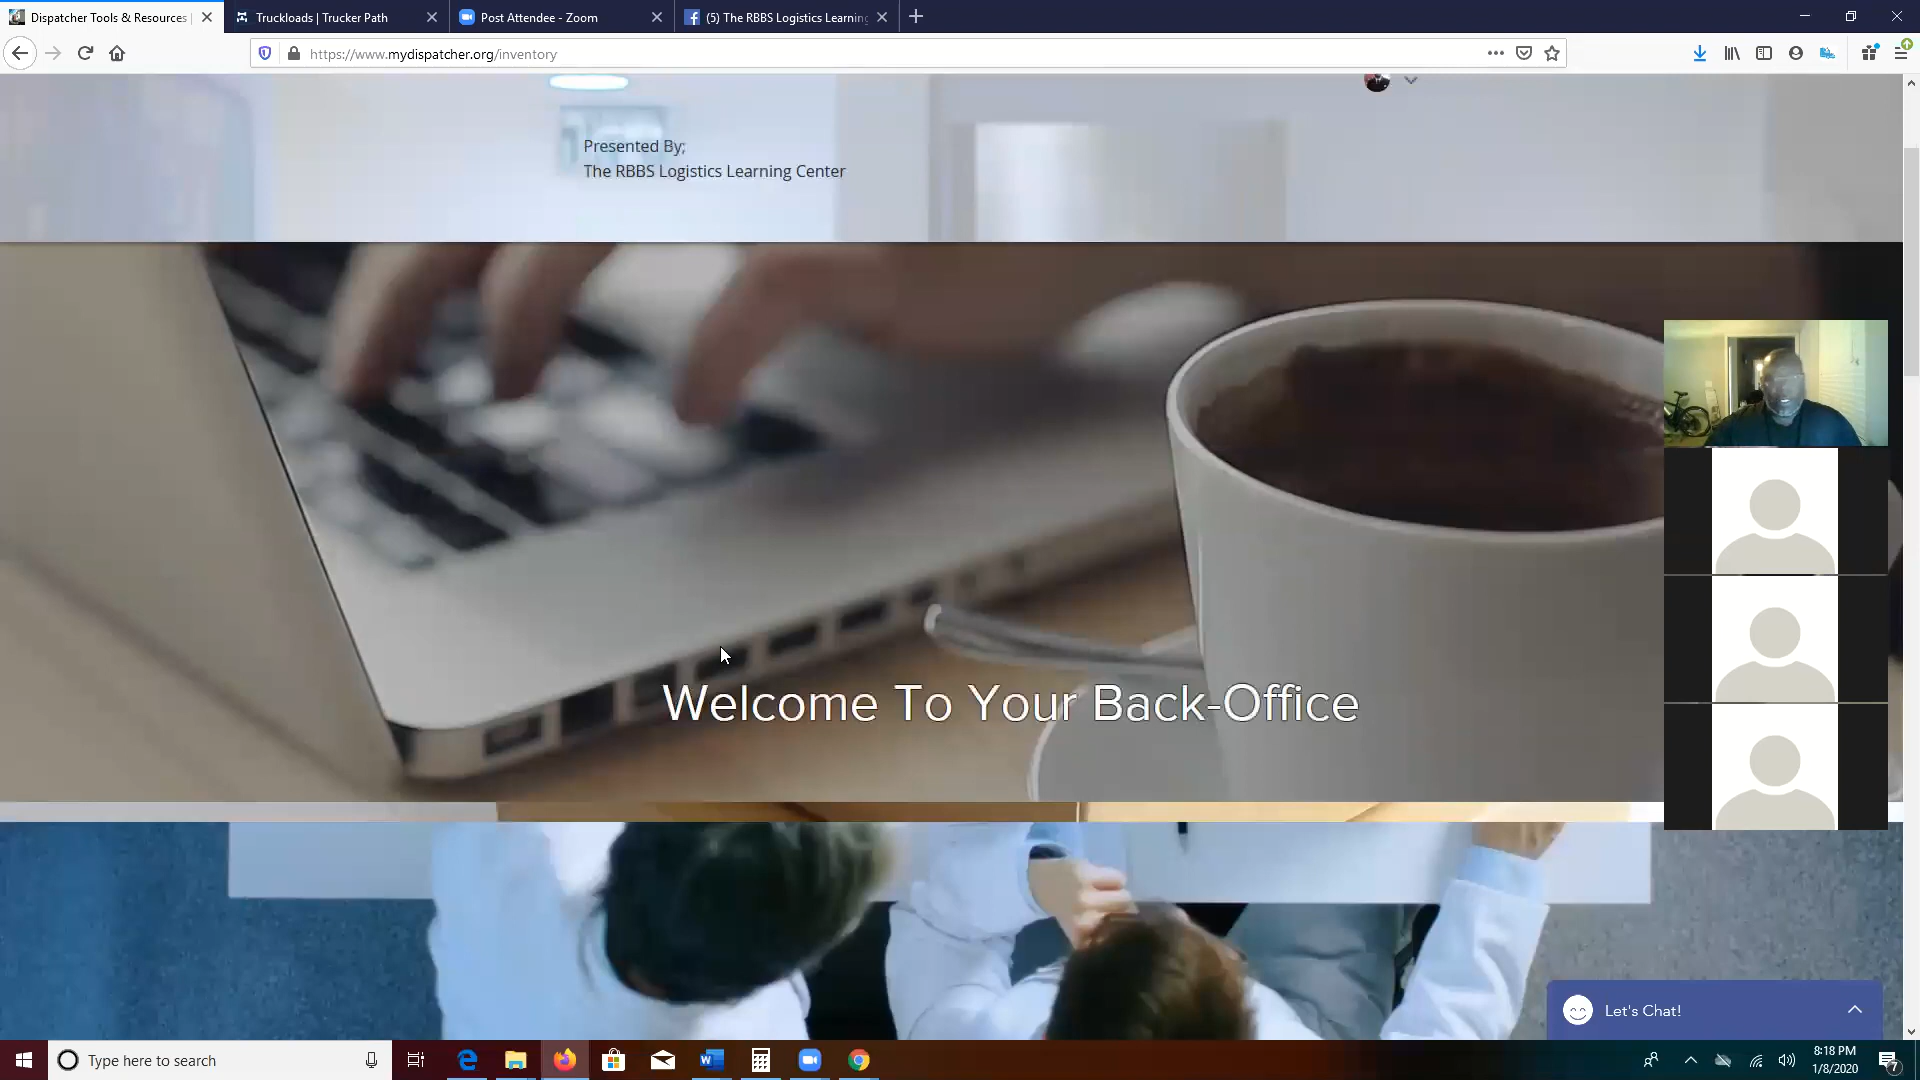 Dispatcher Tools & Resources |
Truckloads | Trucker Path
Post Attendee - Zoom
(5) The RBBS Logistics Learning
https://www.mydispatcher.org/inventory
Presented By;
The RBBS Logistics Learning Center
Welcome To Your Back-Office
Let's Chat!
Type here to search
8:18 PM
1/8/2020
7